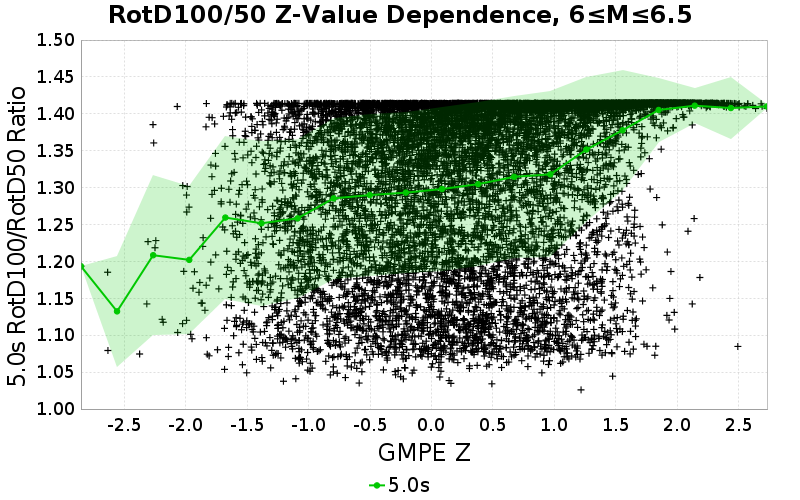 RotD100/50 Z-Value Dependence, 6≤M≤6.5
1.50
1.45
1.40
1.35
1.30
1.25
1.20
1.15
1.10
1.05
1.00
5.0s RotD100/RotD50 Ratio
-2.5 -2.0 -1.5 -1.0 -0.5 0.0 0.5 1.0 1.5 2.0 2.5
GMPE Z
5.0s